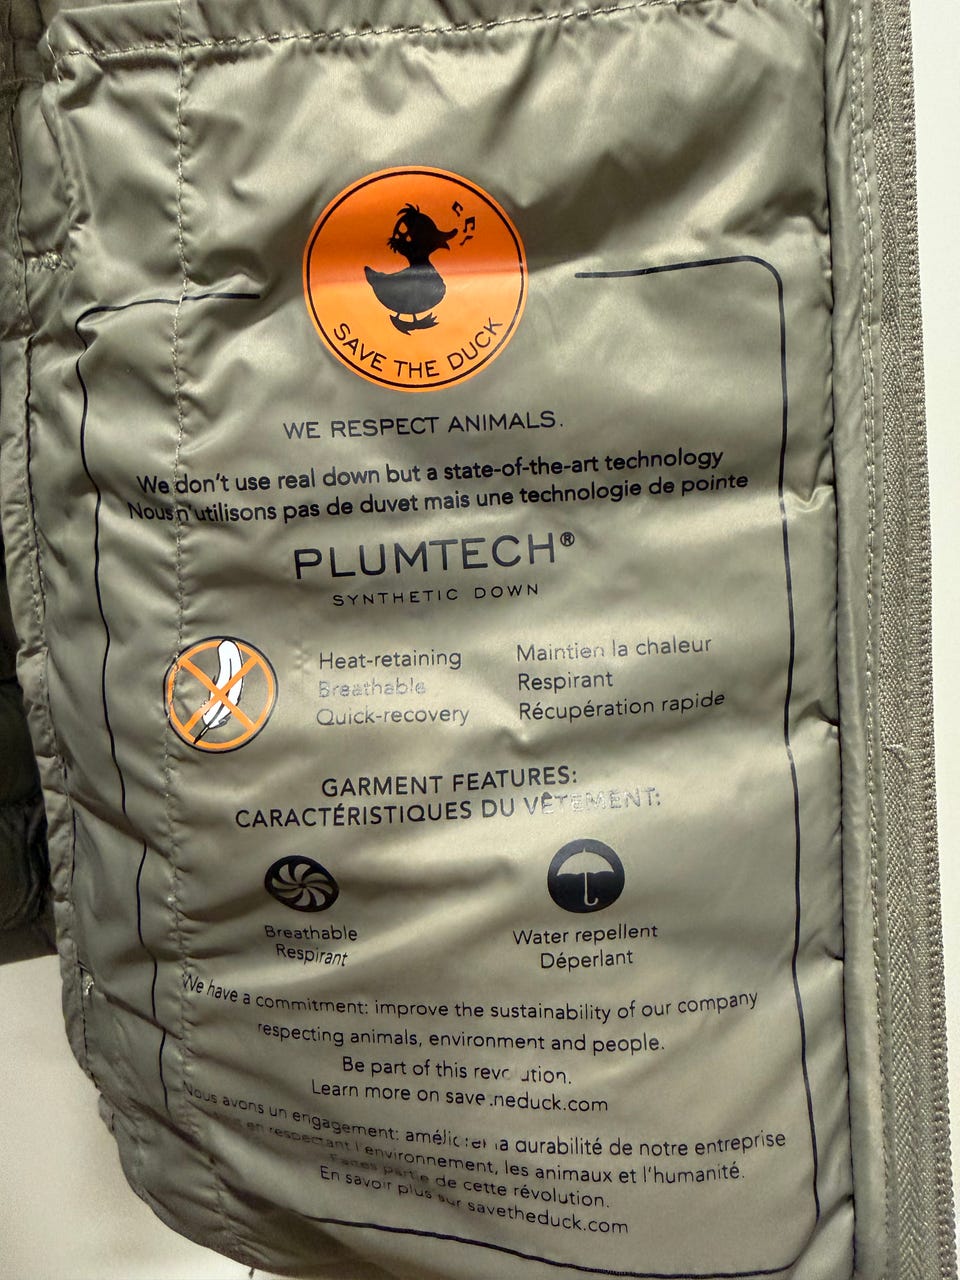 SAVE THE DUCK
WE RESPECT ANIMALS.
We don't use real down but a state-of-the-art technology
Nous n'utilisons pas de duvet mais une technologie de pointe
PLUMTECH®
SYNTHETIC DOWN
Heat-retaining
Breathable
Quick-recovery
Maintien la chaleur
Respirant
Récupération rapide
GARMENT FEATURES:
CARACTÉRISTIQUES DU VÊTEMENT:
Breathable
Respirant
Water repellent
Déperlant
We have a commitment: improve the sustainability of our company
respecting animals, environment and people.
Be part of this
Learn more on
Nous avons un engagement: durabilité de notre entreprise
en respectant l'environnement, les animaux et l'humanité.
Faites partie de cette révolution.
En savoir plus sur savetheduck.com